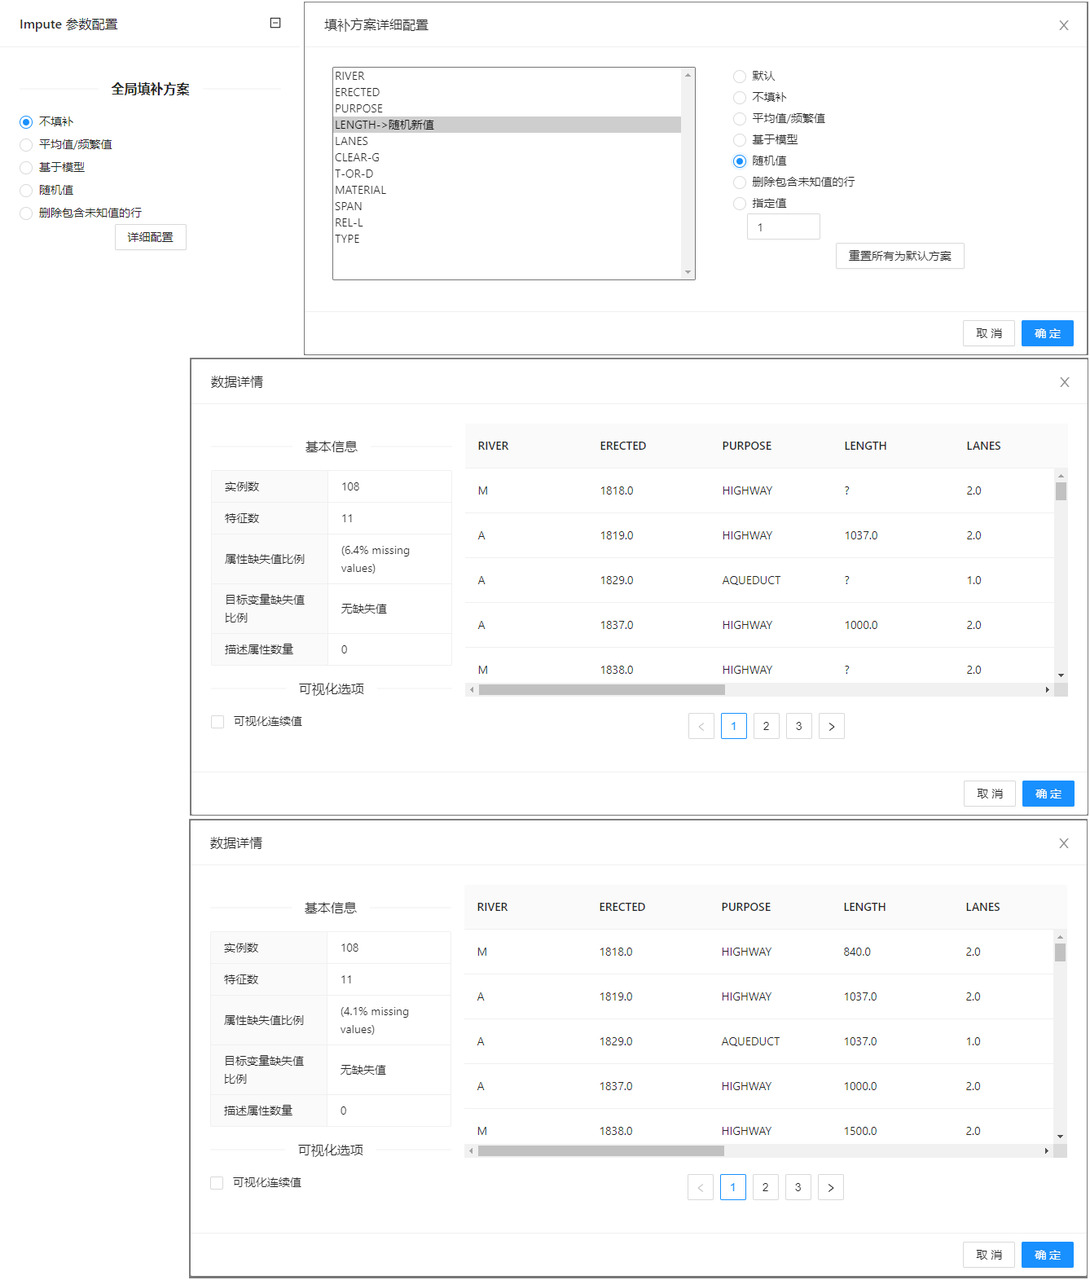 Impute 参数配置
全局填补方案
不填补
平均值/频繁值
基于模型
随机值
删除包含未知值的行
详细配置
填补方案详细配置
RIVER
ERECTED
PURPOSE
LENGTH->随机新值
LANES
CLEAR-G
T-OR-D
MATERIAL
SPAN
REL-L
TYPE
默认
不填补
平均值/频繁值
基于模型
随机值
删除包含未知值的行
指定值
1
重置所有为默认方案
取 消 确 定
数据详情
基本信息
实例数 108
特征数 11
属性缺失值比例 (6.4% missing
values)
目标变量缺失值
比例 无缺失值
描述属性数量 0
可视化选项
可视化连续值
RIVER ERECTED PURPOSE LENGTH LANES
M 1818.0 HIGHWAY ? 2.0
A 1819.0 HIGHWAY 1037.0 2.0
A 1829.0 AQUEDUCT ? 1.0
A 1837.0 HIGHWAY 1000.0 2.0
M 1838.0 HIGHWAY ? 2.0
< 1 2 3 >
取 消 确 定
数据详情
基本信息
实例数 108
特征数 11
属性缺失值比例 (4.1% missing
values)
目标变量缺失值
比例 无缺失值
描述属性数量 0
可视化选项
可视化连续值
RIVER ERECTED PURPOSE LENGTH LANES
M 1818.0 HIGHWAY 840.0 2.0
A 1819.0 HIGHWAY 1037.0 2.0
A 1829.0 AQUEDUCT 1037.0 1.0
A 1837.0 HIGHWAY 1000.0 2.0
M 1838.0 HIGHWAY 1500.0 2.0
< 1 2 3 >
取 消 确 定